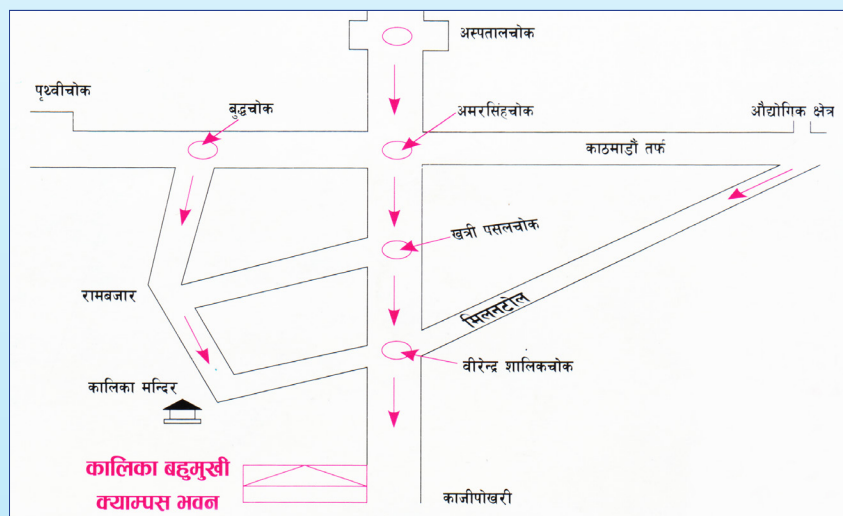 अस्पतालचोक
पृथ्वीचोक
बुद्धचोक
अमरसिंहचोक
औद्योगिक क्षेत्र
काठमाडौं तर्फ
खत्री पसलचोक
रामबजार
मिलनटोल
वीरेन्द्र शालिकचोक
कालिका मन्दिर
कालिका बहुमुखी
क्याम्पस भवन
काजीपोखरी